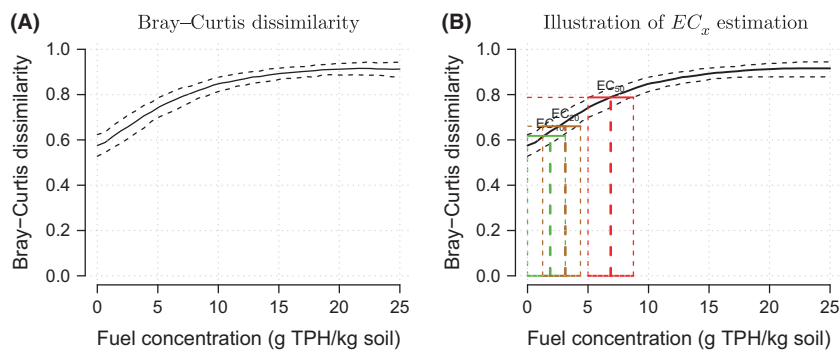 (A) Bray–Curtis dissimilarity
Bray−Curtis dissimilarity
1.0
0.8
0.6
0.4
0.2
0.0
0 5 10 15 20 25
Fuel concentration (g TPH/kg soil)
(B) Illustration of ECx estimation
Bray−Curtis dissimilarity
1.0
0.8
0.6
0.4
0.2
0.0
EC50
EC20
0 5 10 15 20 25
Fuel concentration (g TPH/kg soil)